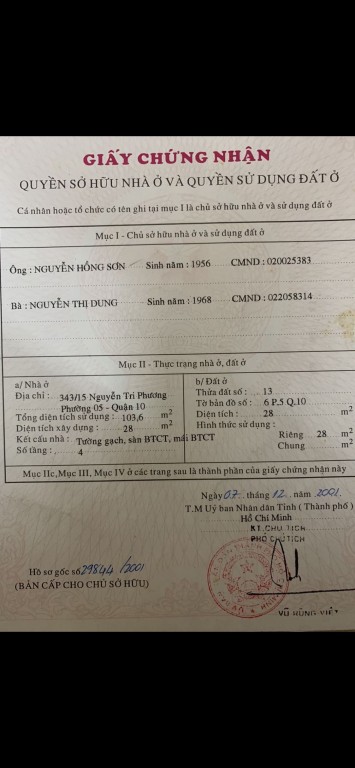 GIẤY CHỨNG NHẬN
QUYỀN SỞ HỮU NHÀ Ở VÀ QUYỀN SỬ DỤNG ĐẤT Ở
Cá nhân hoặc tổ chức có tên ghi tại mục I là chủ sở hữu nhà ở và sử dụng đất ở
Mục I - Chủ sở hữu nhà ở và sử dụng đất ở
Ông : NGUYỄN HỒNG SƠN Sinh năm : 1956 CMND : 020025383
Bà : NGUYỄN THỊ DUNG Sinh năm : 1968 CMND : 022058314
Mục II - Thực trạng nhà ở, đất ở
a/ Nhà ở
Địa chỉ : 343/15 Nguyễn Tri Phương
Phường 05 - Quận 10
Tổng diện tích sử dụng : 103,6 m2
Diện tích xây dựng : 28 m2
Kết cấu nhà : Tường gạch, sàn BTCT, mái BTCT
Số tầng : 4
b/ Đất ở
Thửa đất số : 13
Tờ bản đồ số : 6 P.5 Q.10
Diện tích : 28 m2
Hình thức sử dụng :
Riêng 28 m2
Chung m2
Mục IIc, Mục III, Mục IV ở các trang sau là thành phần của giấy chứng nhận này
Ngày 07. tháng 12. năm 2001.
T.M Uỷ ban Nhân dân Tỉnh ( Thành phố )
Hồ Chí Minh
KT.CHỦ TỊCH
PHÓ CHỦ TỊCH
Hồ sơ gốc số 29844 /2001
(BẢN CẤP CHO CHỦ SỞ HỮU)
VŨ HÙNG VIỆT